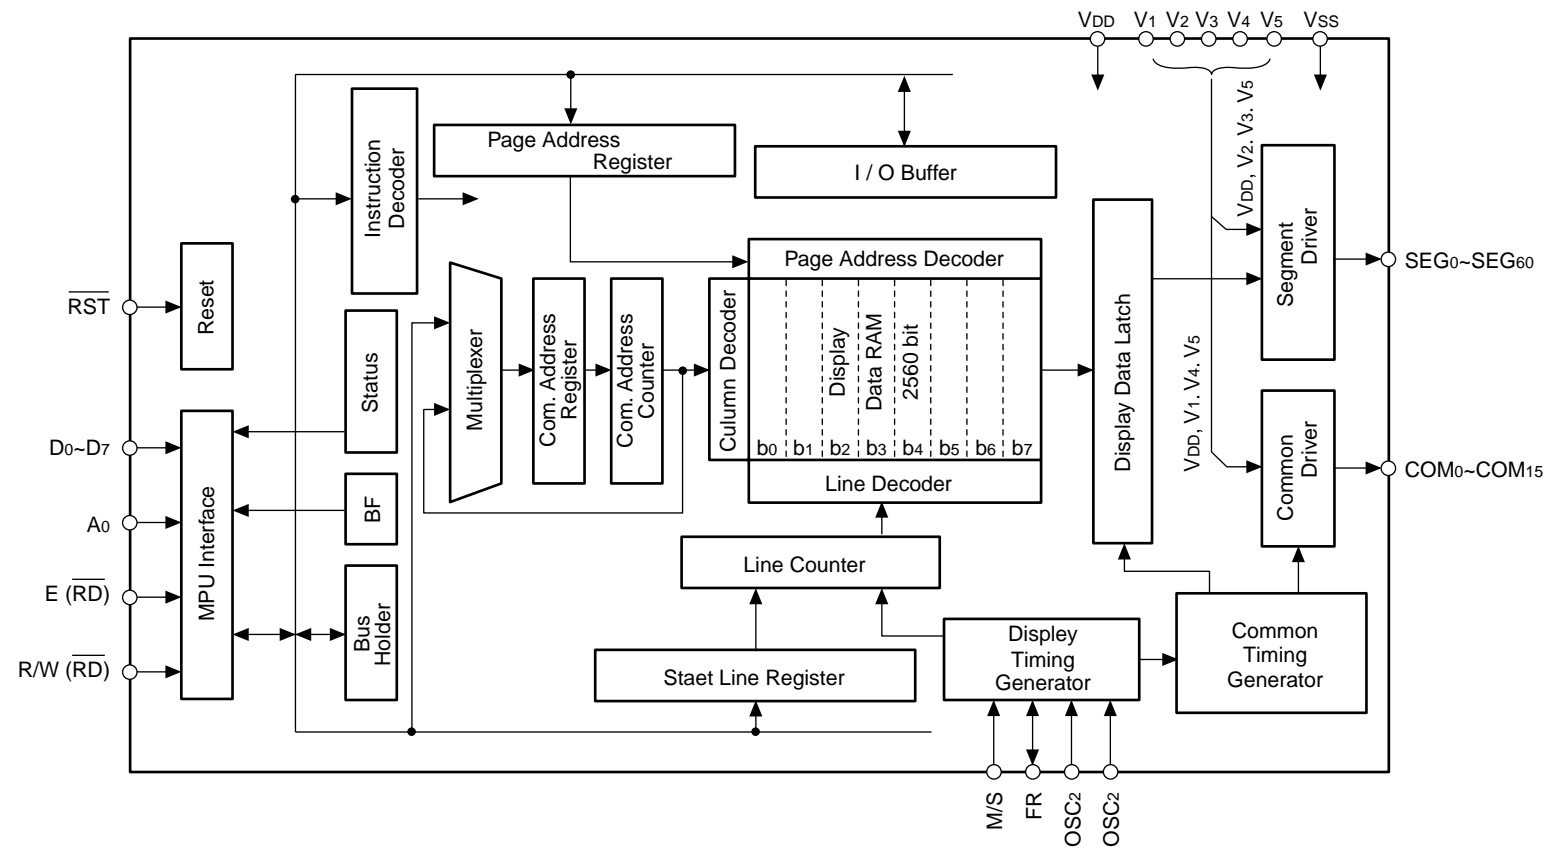 VDD V1 V2 V3 V4 V5 VSS
Instruction
Decoder
Page Address
Register
I / O Buffer
VDD, V2. V3. V5
Reset
Status
Multiplexer
Com. Address
Register
Com. Address
Counter
Page Address Decoder
Culumn Decoder
Display
Data RAM
2560 bit
b0 b1 b2 b3 b4 b5 b6 b7
Line Decoder
Display Data Latch
Segment
Driver
SEG0~SEG60
VDD, V1. V4. V5
Common
Driver
COM0~COM15
RST
D0~D7
A0
E (RD)
R/W (RD)
MPU Interface
BF
Bus
Holder
Line Counter
Staet Line Register
Display
Timing
Generator
Common
Timing
Generator
M/S
FR
OSC2
OSC2